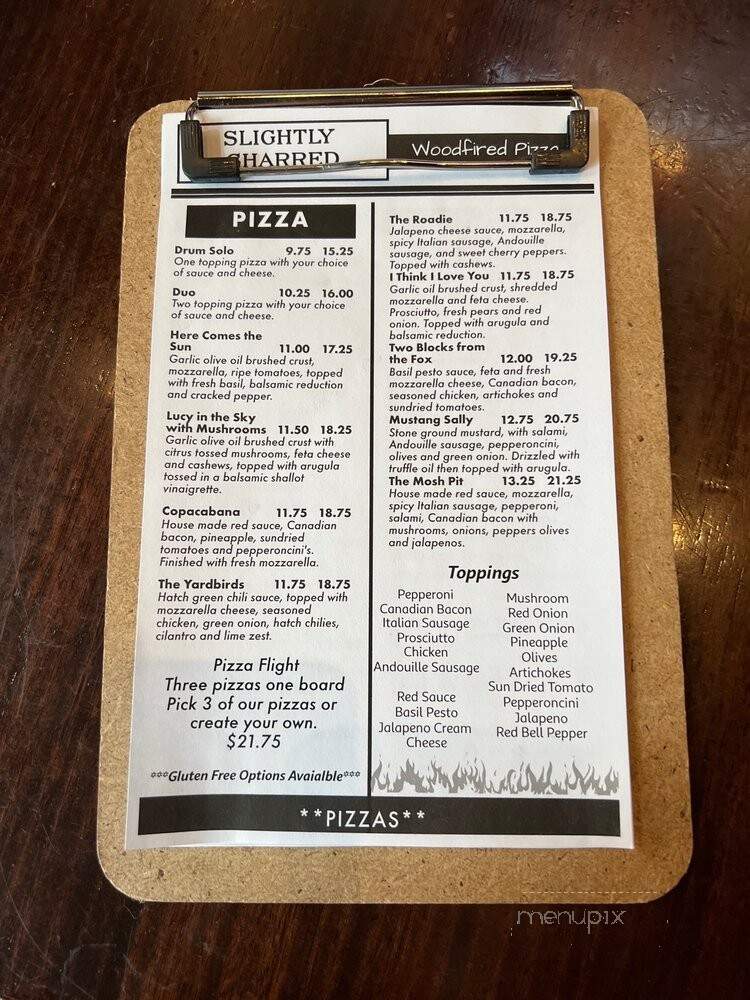 SLIGHTLY
CHARRED
Woodfired Pizza
PIZZA
Drum Solo 9.75 15.25
One topping pizza with your choice
of sauce and cheese.
Duo 10.25 16.00
Two topping pizza with your choice
of sauce and cheese.
Here Comes the
Sun 11.00 17.25
Garlic olive oil brushed crust,
mozzarella, ripe tomatoes, topped
with fresh basil, balsamic reduction
and cracked pepper.
Lucy in the Sky
with Mushrooms 11.50 18.25
Garlic olive oil brushed crust with
citrus tossed mushrooms, feta cheese
and cashews, topped with arugula
tossed in a balsamic shallot
vinaigrette.
Copacabana 11.75 18.75
House made red sauce, Canadian
bacon, pineapple, sundried
tomatoes and pepperoncini's.
Finished with fresh mozzarella.
The Yardbirds 11.75 18.75
Hatch green chili sauce, topped with
mozzarella cheese, seasoned
chicken, green onion, hatch chilies,
cilantro and lime zest.
Pizza Flight
Three pizzas one board
Pick 3 of our pizzas or
create your own.
$21.75
***Gluten Free Options Avaialble***
The Roadie 11.75 18.75
Jalapeno cheese sauce, mozzarella,
spicy Italian sausage, Andouille
sausage, and sweet cherry peppers.
Topped with cashews.
I Think I Love You 11.75 18.75
Garlic oil brushed crust, shredded
mozzarella and feta cheese.
Prosciutto, fresh pears and red
onion. Topped with arugula and
balsamic reduction.
Two Blocks from
the Fox 12.00 19.25
Basil pesto sauce, feta and fresh
mozzarella cheese, Canadian bacon,
seasoned chicken, artichokes and
sundried tomatoes.
Mustang Sally 12.75 20.75
Stone ground mustard, with salami,
Andouille sausage, pepperoncini,
olives and green onion. Drizzled with
truffle oil then topped with arugula.
The Mosh Pit 13.25 21.25
House made red sauce, mozzarella,
spicy Italian sausage, pepperoni,
salami, Canadian bacon with
mushrooms, onions, peppers olives
and jalapenos.
Toppings
Pepperoni
Canadian Bacon
Italian Sausage
Prosciutto
Chicken
Andouille Sausage
Red Sauce
Basil Pesto
Jalapeno Cream
Cheese
Mushroom
Red Onion
Green Onion
Pineapple
Olives
Artichokes
Sun Dried Tomato
Pepperoncini
Jalapeno
Red Bell Pepper
**PIZZAS**
menupix